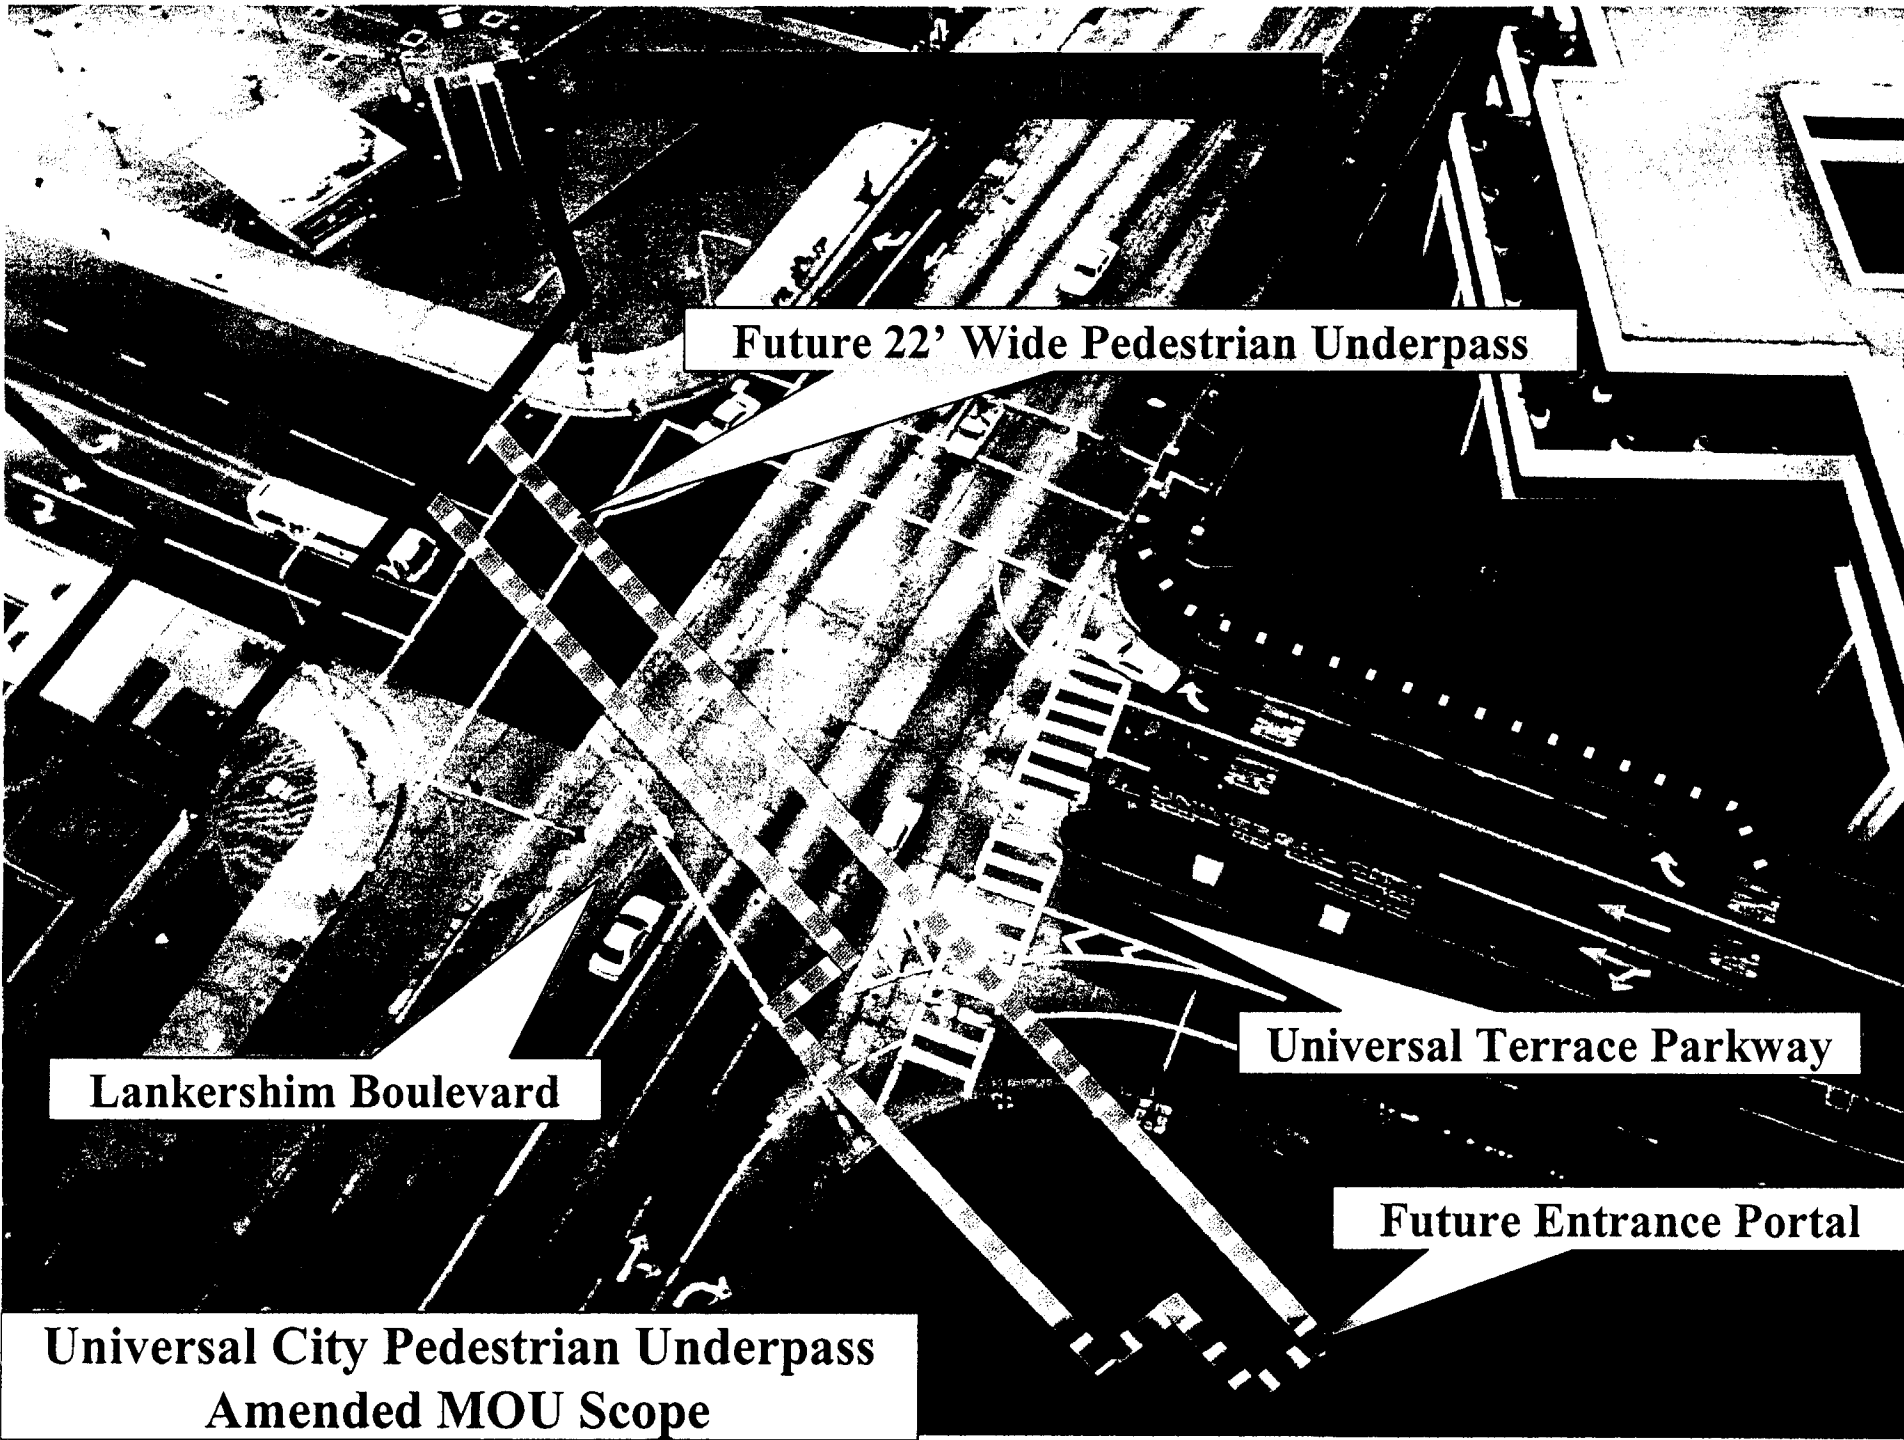 Future 22’ Wide Pedestrian Underpass
Lankershim Boulevard
Universal Terrace Parkway
Future Entrance Portal
Universal City Pedestrian Underpass
Amended MOU Scope